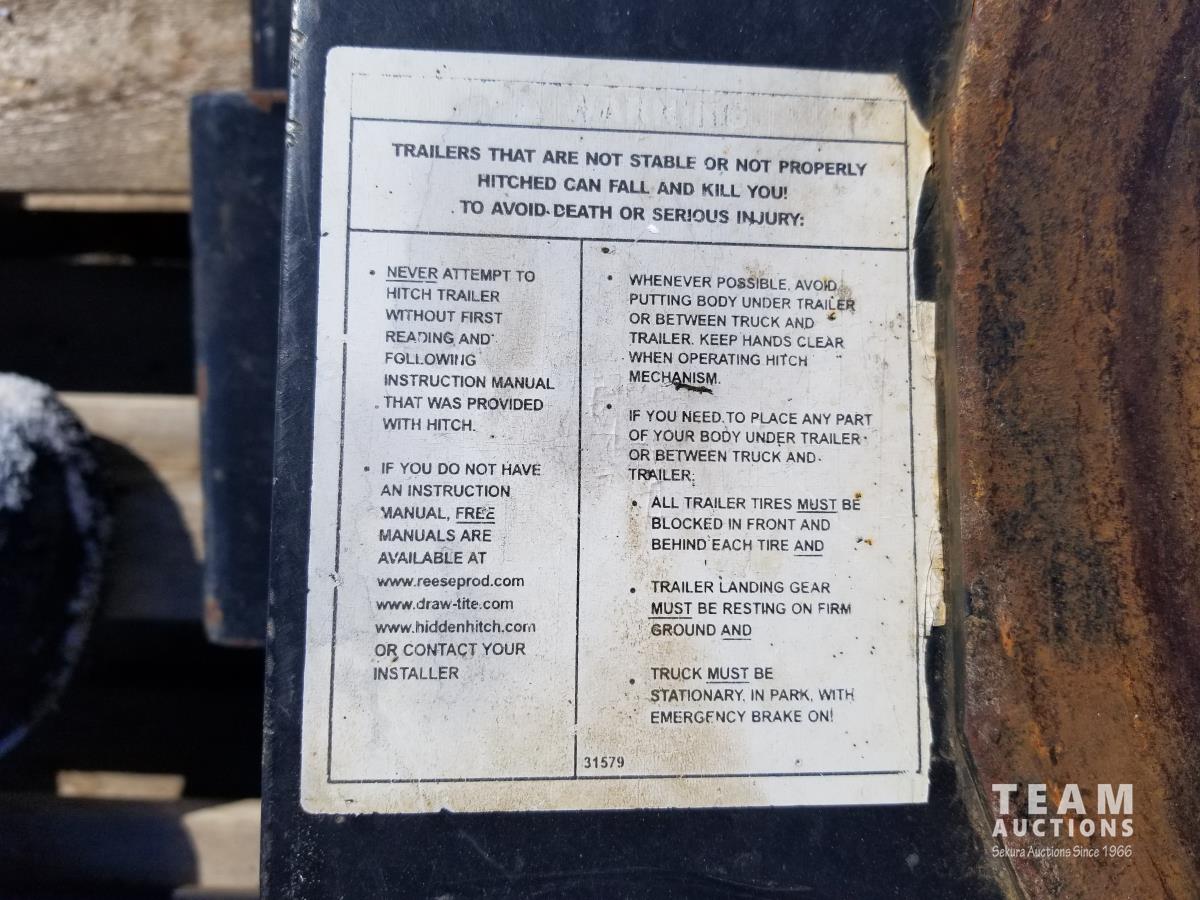 WARNING
TRAILERS THAT ARE NOT STABLE OR NOT PROPERLY
HITCHED CAN FALL AND KILL YOU!
TO AVOID DEATH OR SERIOUS INJURY:
• NEVER ATTEMPT TO
HITCH TRAILER
WITHOUT FIRST
READING AND
FOLLOWING
INSTRUCTION MANUAL
THAT WAS PROVIDED
WITH HITCH.
• IF YOU DO NOT HAVE
AN INSTRUCTION
MANUAL, FREE
MANUALS ARE
AVAILABLE AT
www.reeseprod.com
www.draw-tite.com
www.hiddenhitch.com
OR CONTACT YOUR
INSTALLER
• WHENEVER POSSIBLE, AVOID
PUTTING BODY UNDER TRAILER
OR BETWEEN TRUCK AND
TRAILER. KEEP HANDS CLEAR
WHEN OPERATING HITCH
MECHANISM.
• IF YOU NEED TO PLACE ANY PART
OF YOUR BODY UNDER TRAILER
OR BETWEEN TRUCK AND
TRAILER:
• ALL TRAILER TIRES MUST BE
BLOCKED IN FRONT AND
BEHIND EACH TIRE AND
• TRAILER LANDING GEAR
MUST BE RESTING ON FIRM
GROUND AND
• TRUCK MUST BE
STATIONARY, IN PARK, WITH
EMERGENCY BRAKE ON!
31579
TEAM
AUCTIONS
Sekura Auctions Since 1966